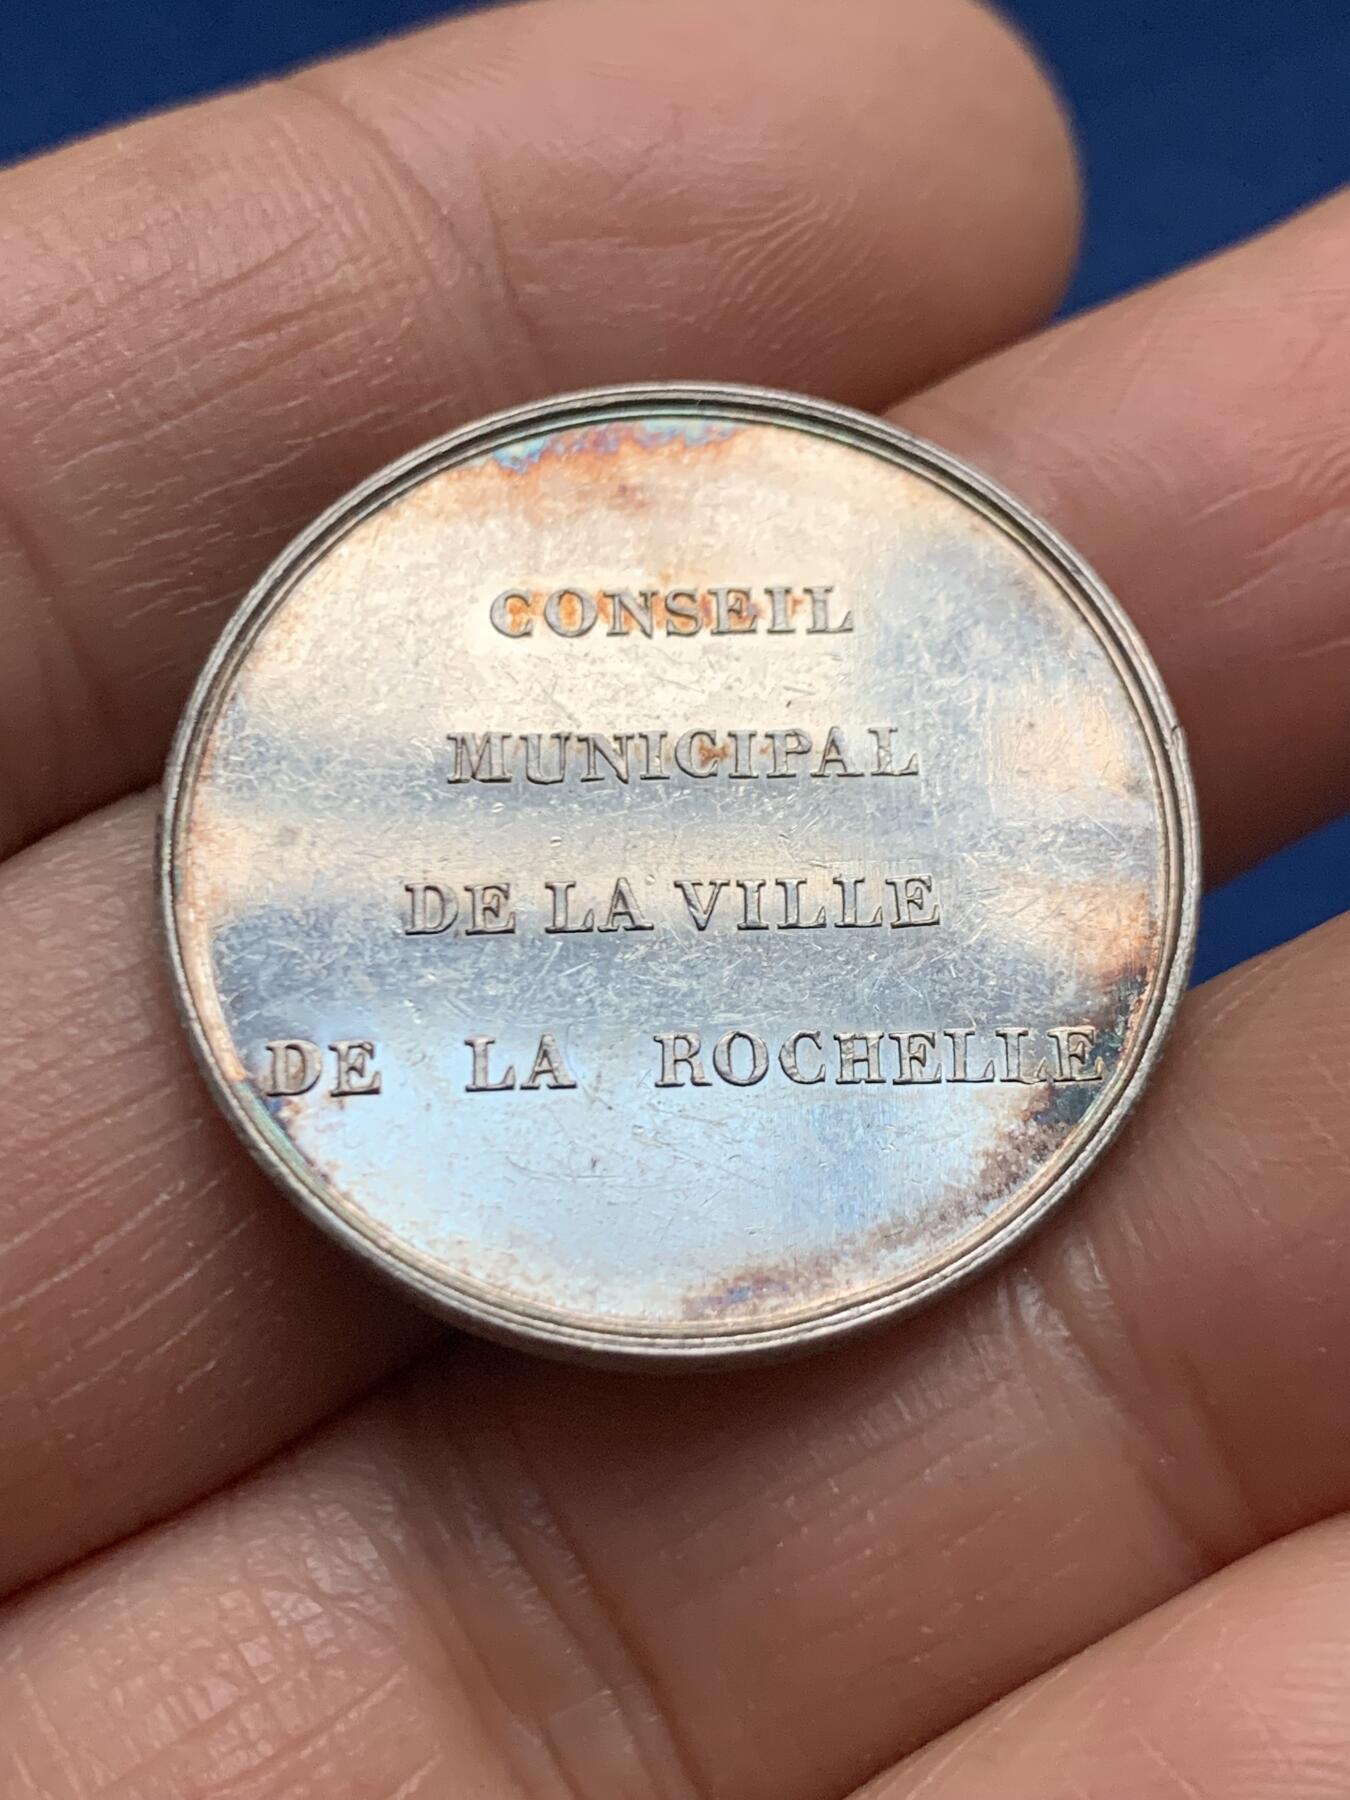 CONSEIL
MUNICIPAL
DE LA VILLE
DE LA ROCHELLE